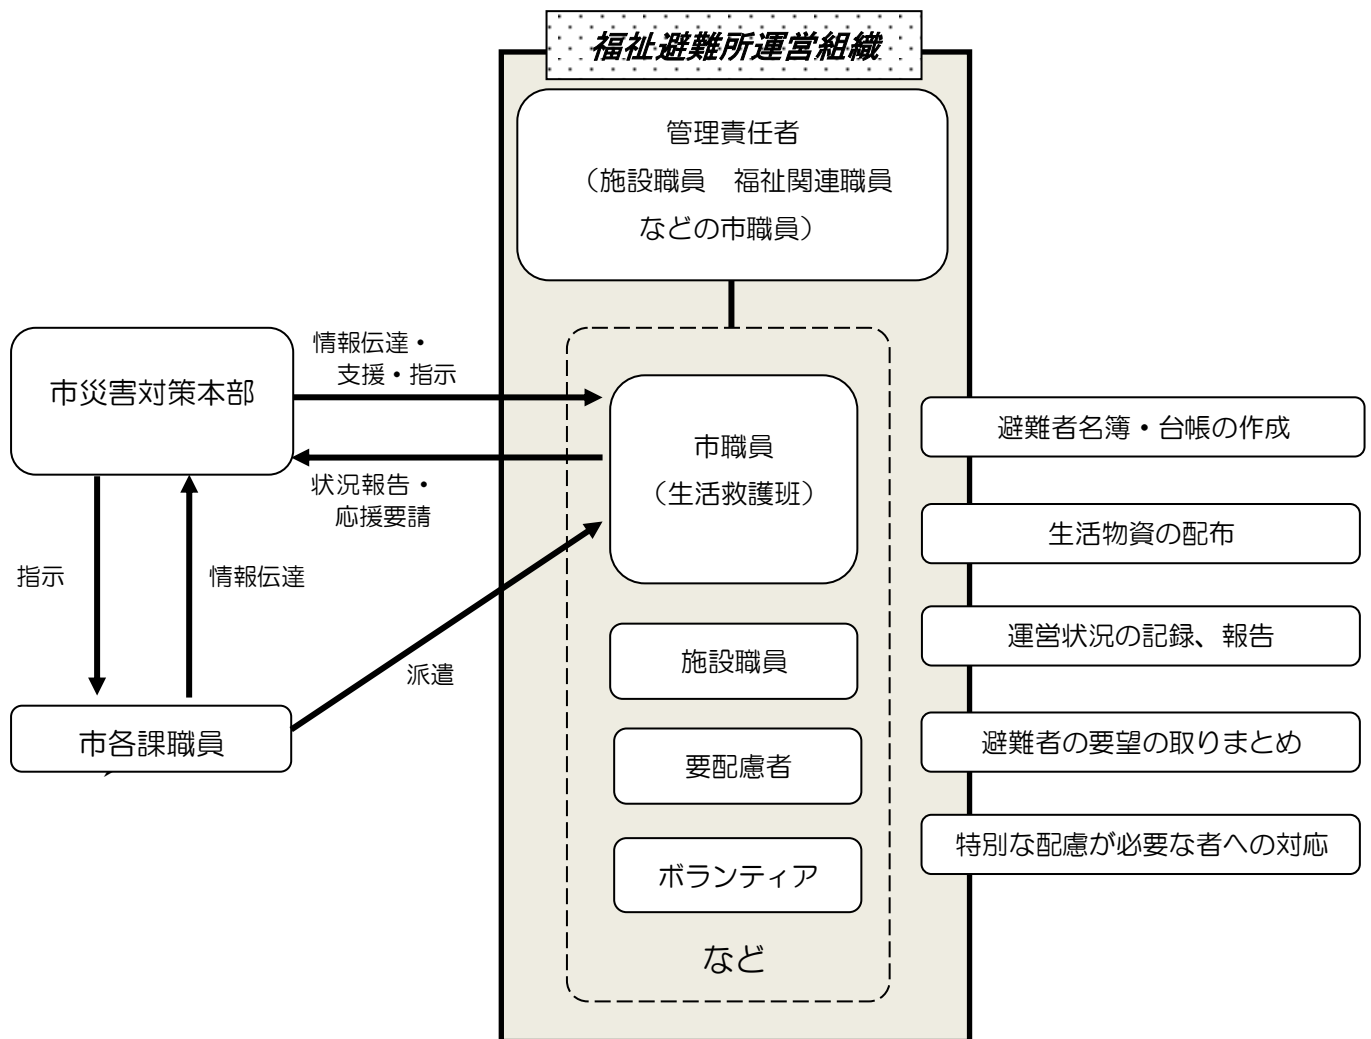 福祉避難所運営組織
管理責任者
（施設職員　福祉関連職員
などの市職員）
市災害対策本部
情報伝達・
支援・指示
状況報告・
応援要請
指示
情報伝達
派遣
市各課職員
市職員
（生活救護班）
施設職員
要配慮者
ボランティア
など
避難者名簿・台帳の作成
生活物資の配布
運営状況の記録、報告
避難者の要望の取りまとめ
特別な配慮が必要な者への対応